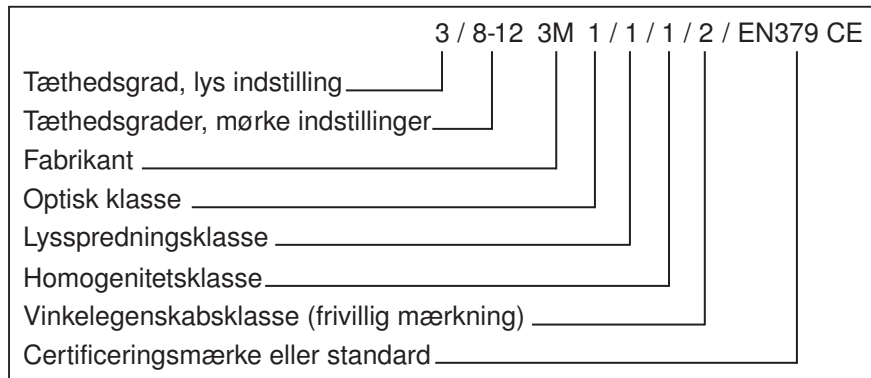 3 / 8-12 3M 1 / 1 / 1 / 2 / EN379 CE
Tæthedsgrad, lys indstilling
Tæthedsgrader, mørke indstillinger
Fabrikant
Optisk klasse
Lysspredningsklasse
Homogenitetsklasse
Vinkelegenskabsklasse (frivillig mærkning)
Certificeringsmærke eller standard